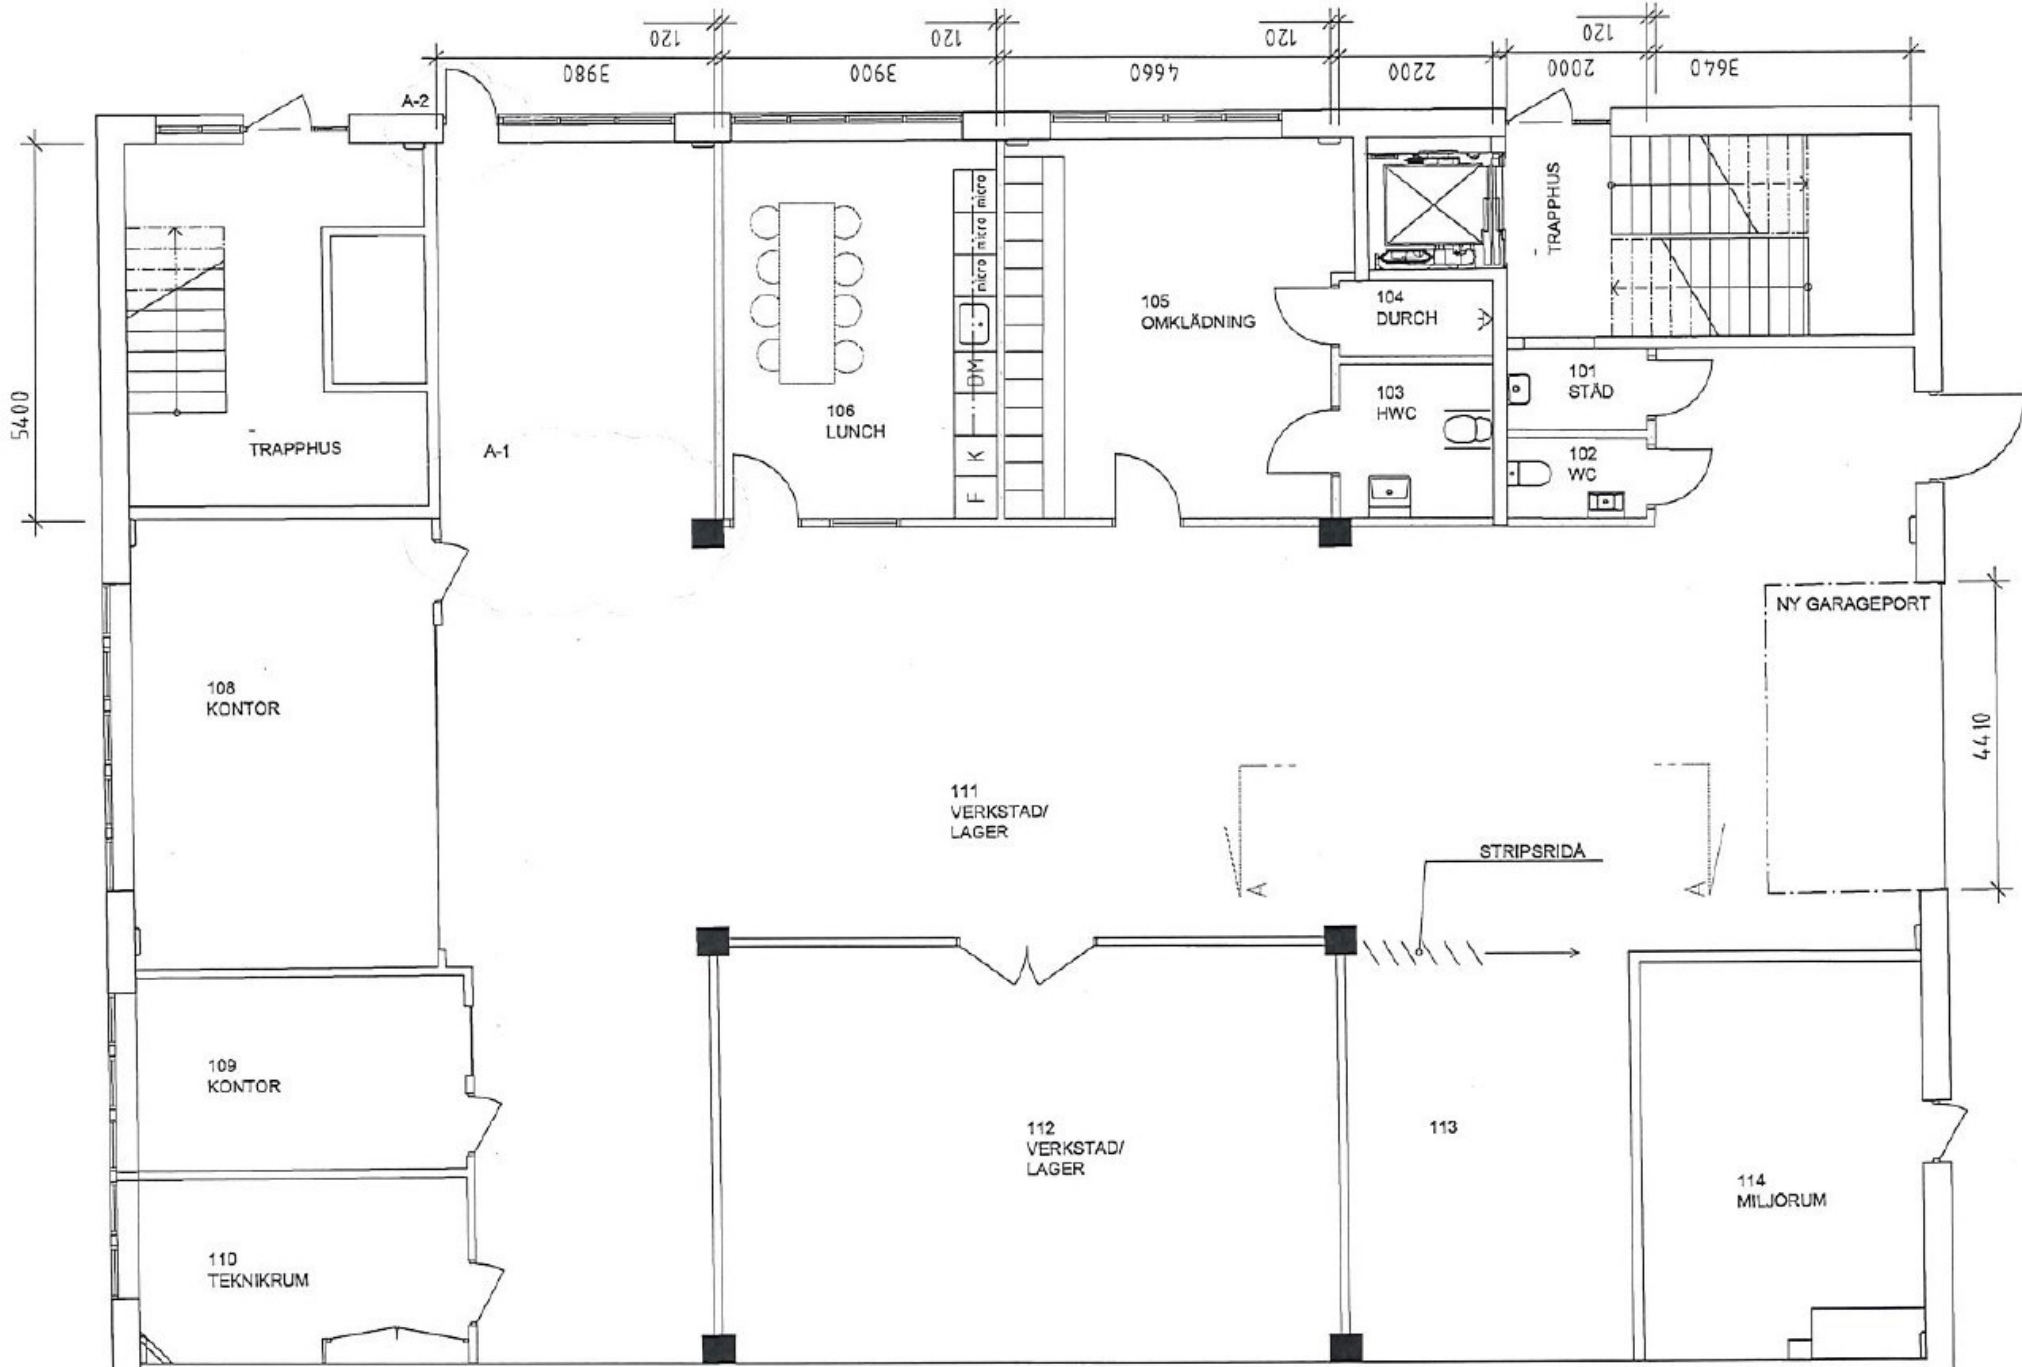 120
120
120
120
3980
3900
4660
2200
2000
3640
A-2
TRAPPHUS
micro
micro
micro
DM
K
F
105
OMKLÄDNING
104
DURCH
101
STÄD
103
HWC
102
WC
106
LUNCH
5400
TRAPPHUS
A-1
NY GARAGEPORT
4410
108
KONTOR
111
VERKSTAD/
LAGER
STRIPSRIDÅ
A
A
109
KONTOR
112
VERKSTAD/
LAGER
113
114
MILJÖRUM
110
TEKNIKRUM